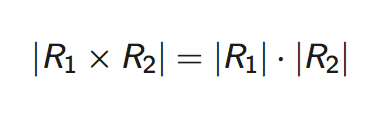 |R₁ × R₂| = |R₁| · |R₂|